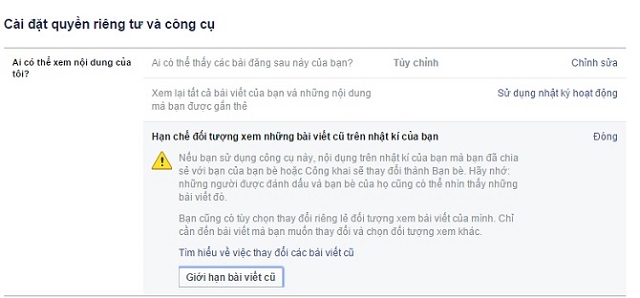 Cài đặt quyền riêng tư và công cụ
Ai có thể xem nội dung của tôi?
Ai có thể thấy các bài đăng sau này của bạn? Tùy chỉnh Chỉnh sửa
Xem lại tất cả bài viết của bạn và những nội dung Sử dụng nhật ký hoạt động
mà bạn được gắn thẻ
Hạn chế đối tượng xem những bài viết cũ trên nhật kí của bạn Đóng
Nếu bạn sử dụng công cụ này, nội dụng trên nhật kí của bạn mà bạn đã chia
sẻ với bạn của bạn bè hoặc Công khai sẽ thay đổi thành Bạn bè. Hãy nhớ:
những người được đánh dấu và bạn bè của họ cũng có thể nhìn thấy những
bài viết đó.
Bạn cũng có tùy chọn thay đổi riêng lẻ đối tượng xem bài viết của mình. Chỉ
cần đến bài viết mà bạn muốn thay đổi và chọn đối tượng xem khác.
Tìm hiểu về việc thay đổi các bài viết cũ
Giới hạn bài viết cũ